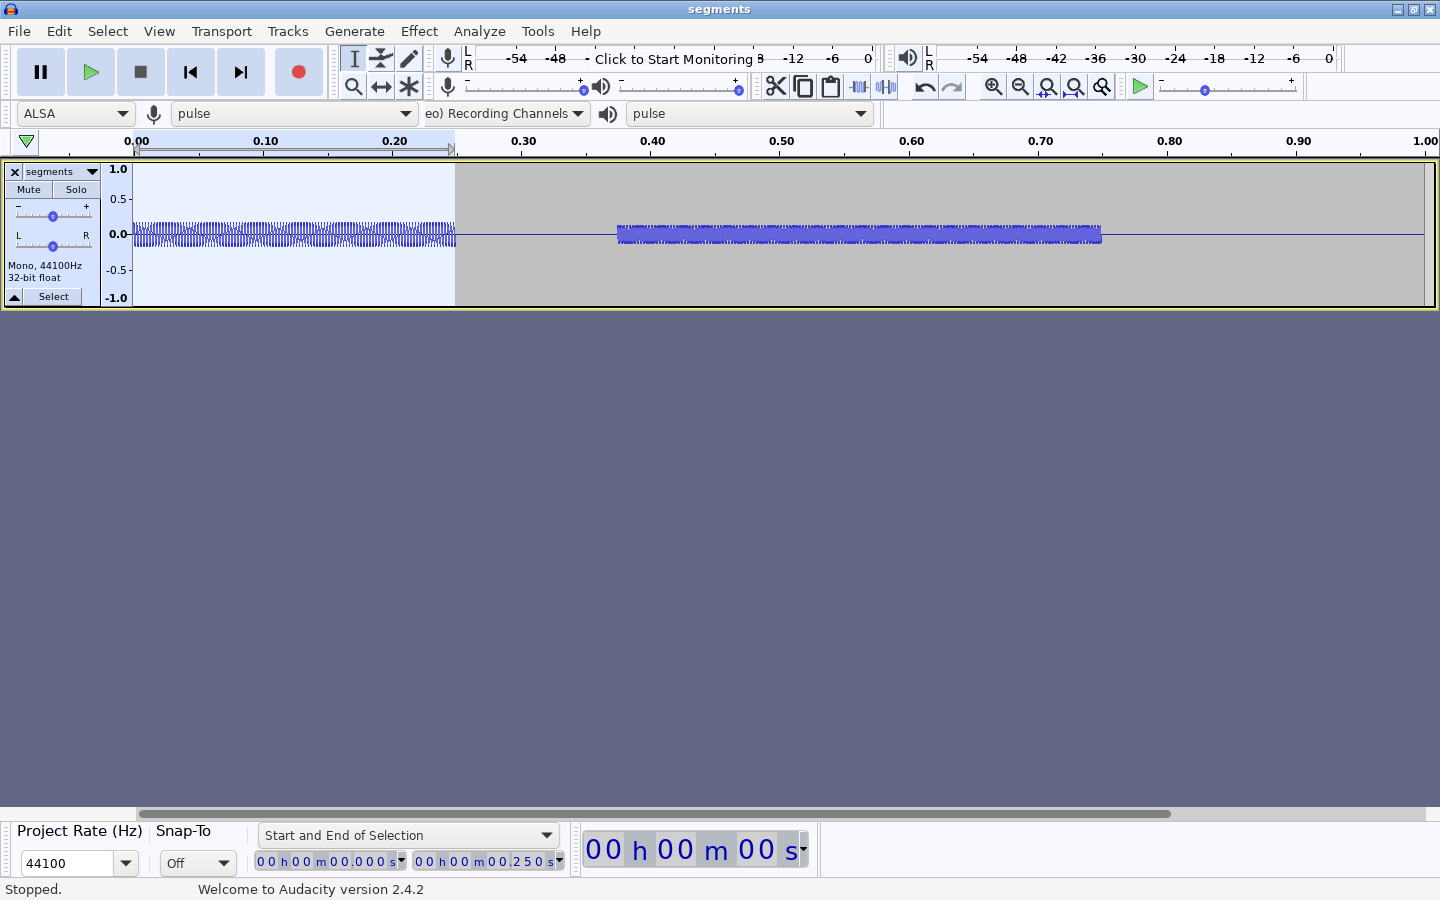 segments
File Edit Select View Transport Tracks Generate Effect Analyze Tools Help
L R -54 -48 - Click to Start Monitoring -12 -6 0
L R -54 -48 -42 -36 -30 -24 -18 -12 -6 0
- + - + - +
ALSA pulse eo) Recording Channels pulse
0.00 0.10 0.20 0.30 0.40 0.50 0.60 0.70 0.80 0.90 1.00
segments
Mute Solo
- +
L R
Mono, 44100Hz
32-bit float
Select
1.0
0.5
0.0
-0.5
-1.0
Project Rate (Hz) Snap-To
Start and End of Selection
44100 Off
00 h 00 m 00.000 s 00 h 00 m 00.250 s
00 h 00 m 00 s
Stopped. Welcome to Audacity version 2.4.2